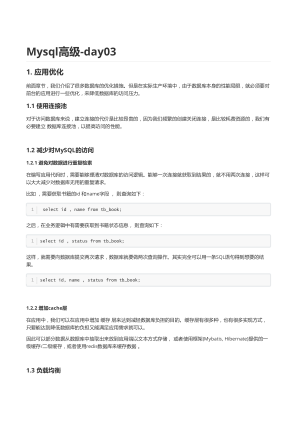 Mysql高级-day03
1. 应用优化
前面章节，我们介绍了很多数据库的优化措施。但是在实际生产环境中，由于数据库本身的性能局限，就必须要对
前台的应用进行一些优化，来降低数据库的访问压力。
1.1 使用连接池
对于访问数据库来说，建立连接的代价是比较昂贵的，因为我们频繁的创建关闭连接，是比较耗费资源的，我们有
必要建立 数据库连接池，以提高访问的性能。
1.2 减少对MySQL的访问
1.2.1 避免对数据进行重复检索
在编写应用代码时，需要能够理清对数据库的访问逻辑。能够一次连接就获取到结果的，就不用两次连接，这样可
以大大减少对数据库无用的重复请求。
比如 ，需要获取书籍的id 和name字段 ， 则查询如下：
1 select id , name from tb_book;
之后，在业务逻辑中有需要获取到书籍状态信息， 则查询如下：
1 select id , status from tb_book;
这样，就需要向数据库提交两次请求，数据库就要做两次查询操作。其实完全可以用一条SQL语句得到想要的结
果。
1 select id, name , status from tb_book;
1.2.2 增加cache层
在应用中，我们可以在应用中增加 缓存 层来达到减轻数据库负担的目的。缓存层有很多种，也有很多实现方式，
只要能达到降低数据库的负担又能满足应用需求就可以。
因此可以部分数据从数据库中抽取出来放到应用端以文本方式存储， 或者使用框架(Mybatis, Hibernate)提供的一
级缓存/二级缓存，或者使用redis数据库来缓存数据 。
1.3 负载均衡